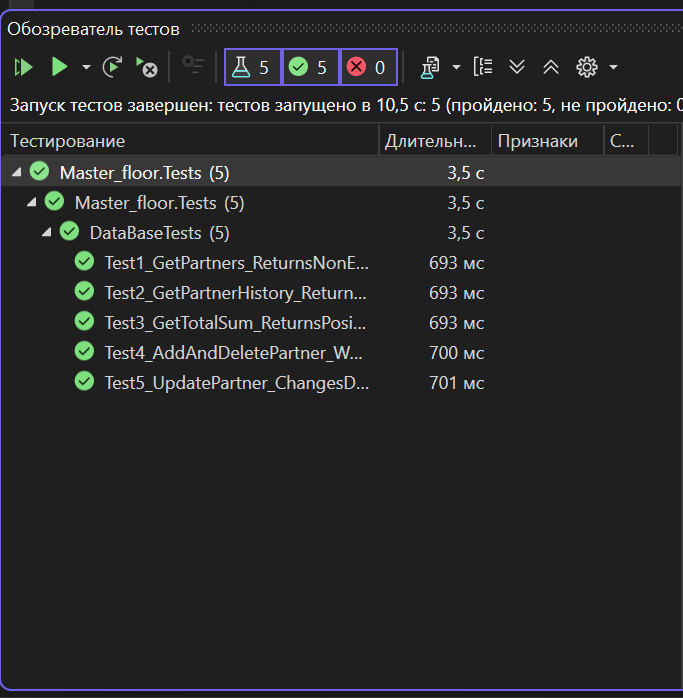 Обозреватель тестов
5 5 0
Запуск тестов завершен: тестов запущено в 10,5 с: 5 (пройдено: 5, не пройдено: 0
Тестирование Длительн... Признаки С...
Master_floor.Tests (5) 3,5 с
Master_floor.Tests (5) 3,5 с
DataBaseTests (5) 3,5 с
Test1_GetPartners_ReturnsNonE... 693 мс
Test2_GetPartnerHistory_Return... 693 мс
Test3_GetTotalSum_ReturnsPosi... 693 мс
Test4_AddAndDeletePartner_W... 700 мс
Test5_UpdatePartner_ChangesD... 701 мс